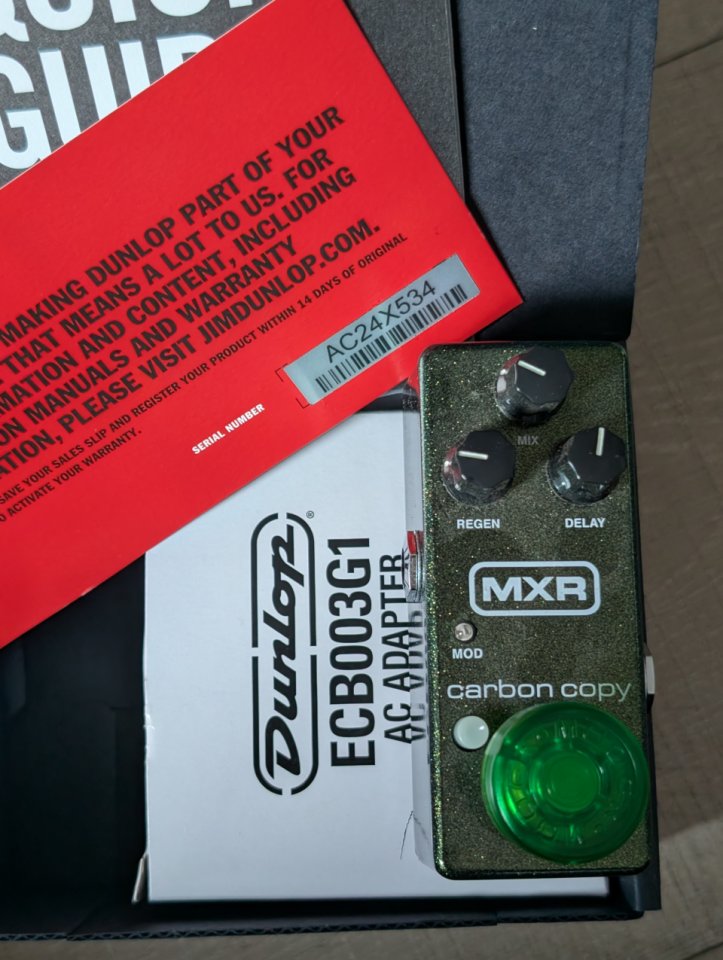 MAKING DUNLOP PART OF YOUR
THAT MEANS A LOT TO US. FOR
MATION AND CONTENT, INCLUDING
ON MANUALS AND WARRANTY
ATION, PLEASE VISIT JIMDUNLOP.COM.
SAVE YOUR SALES SLIP AND REGISTER YOUR PRODUCT WITHIN 14 DAYS OF ORIGINAL
TO ACTIVATE YOUR WARRANTY.
SERIAL NUMBER
AC24X534
Dunlop®
ECB003G1
AC ADAPTER
MIX
REGEN
DELAY
MXR
MOD
carbon copy